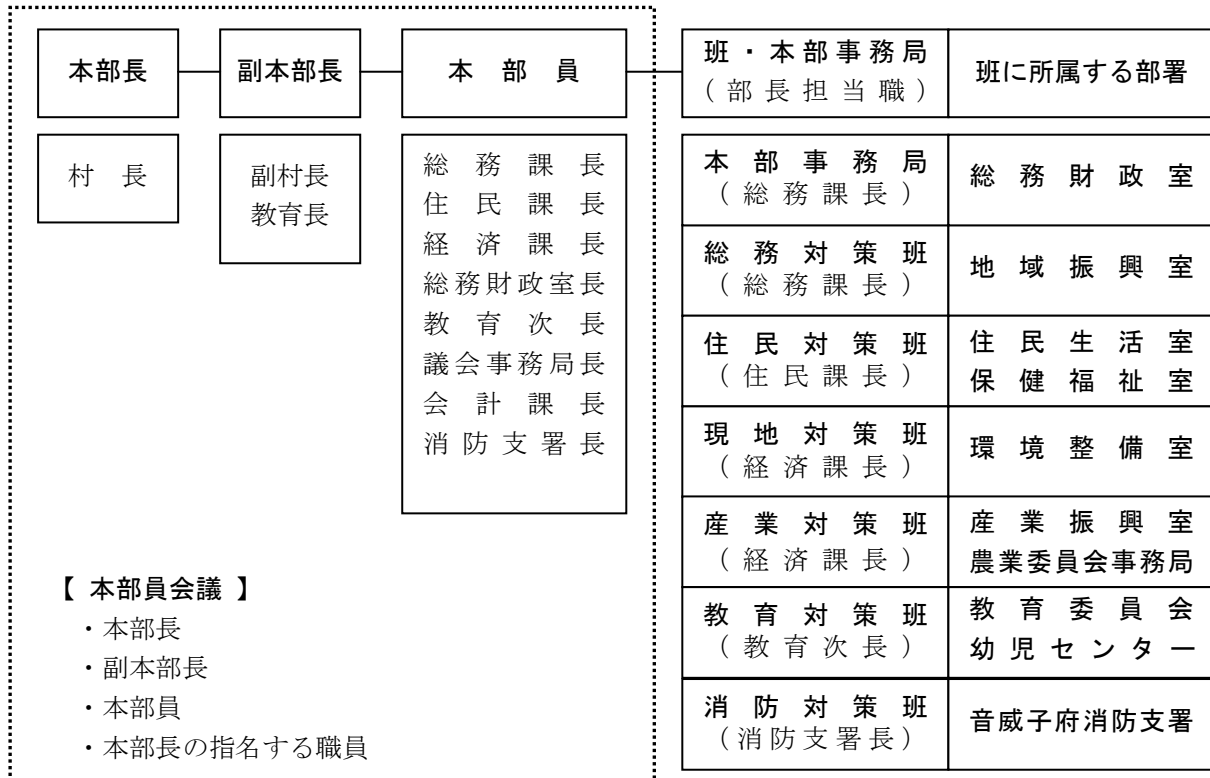 本部長
副本部長
本部員
班・本部事務局
(部長担当職)
班に所属する部署
村長
副村長
教育長
総務課長
住民課長
経済課長
総務財政室長
教育次長
議会事務局長
会計課長
消防支署長
本部事務局
(総務課長)
総務財政室
総務対策班
(総務課長)
地域振興室
住民対策班
(住民課長)
住民生活室
保健福祉室
現地対策班
(経済課長)
環境整備室
産業対策班
(経済課長)
産業振興室
農業委員会事務局
教育対策班
(教育次長)
教育委員会
幼児センター
消防対策班
(消防支署長)
音威子府消防支署
【 本部員会議 】
・本部長
・副本部長
・本部員
・本部長の指名する職員